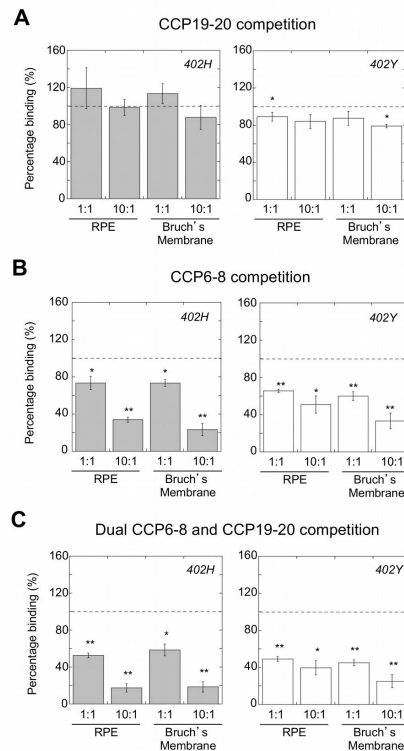 A
CCP19-20 competition
Percentage binding (%)
160
120
80
40
0
402H
1:1 10:1 1:1 10:1
RPE Bruch's
Membrane
160
120
80
40
0
402Y
*
*
1:1 10:1 1:1 10:1
RPE Bruch's
Membrane
B
CCP6-8 competition
Percentage binding (%)
160
120
80
40
0
402H
* ** * **
1:1 10:1 1:1 10:1
RPE Bruch's
Membrane
160
120
80
40
0
402Y
** * ** **
1:1 10:1 1:1 10:1
RPE Bruch's
Membrane
C
Dual CCP6-8 and CCP19-20 competition
Percentage binding (%)
160
120
80
40
0
402H
** ** * **
1:1 10:1 1:1 10:1
RPE Bruch's
Membrane
160
120
80
40
0
402Y
** * ** **
1:1 10:1 1:1 10:1
RPE Bruch's
Membrane